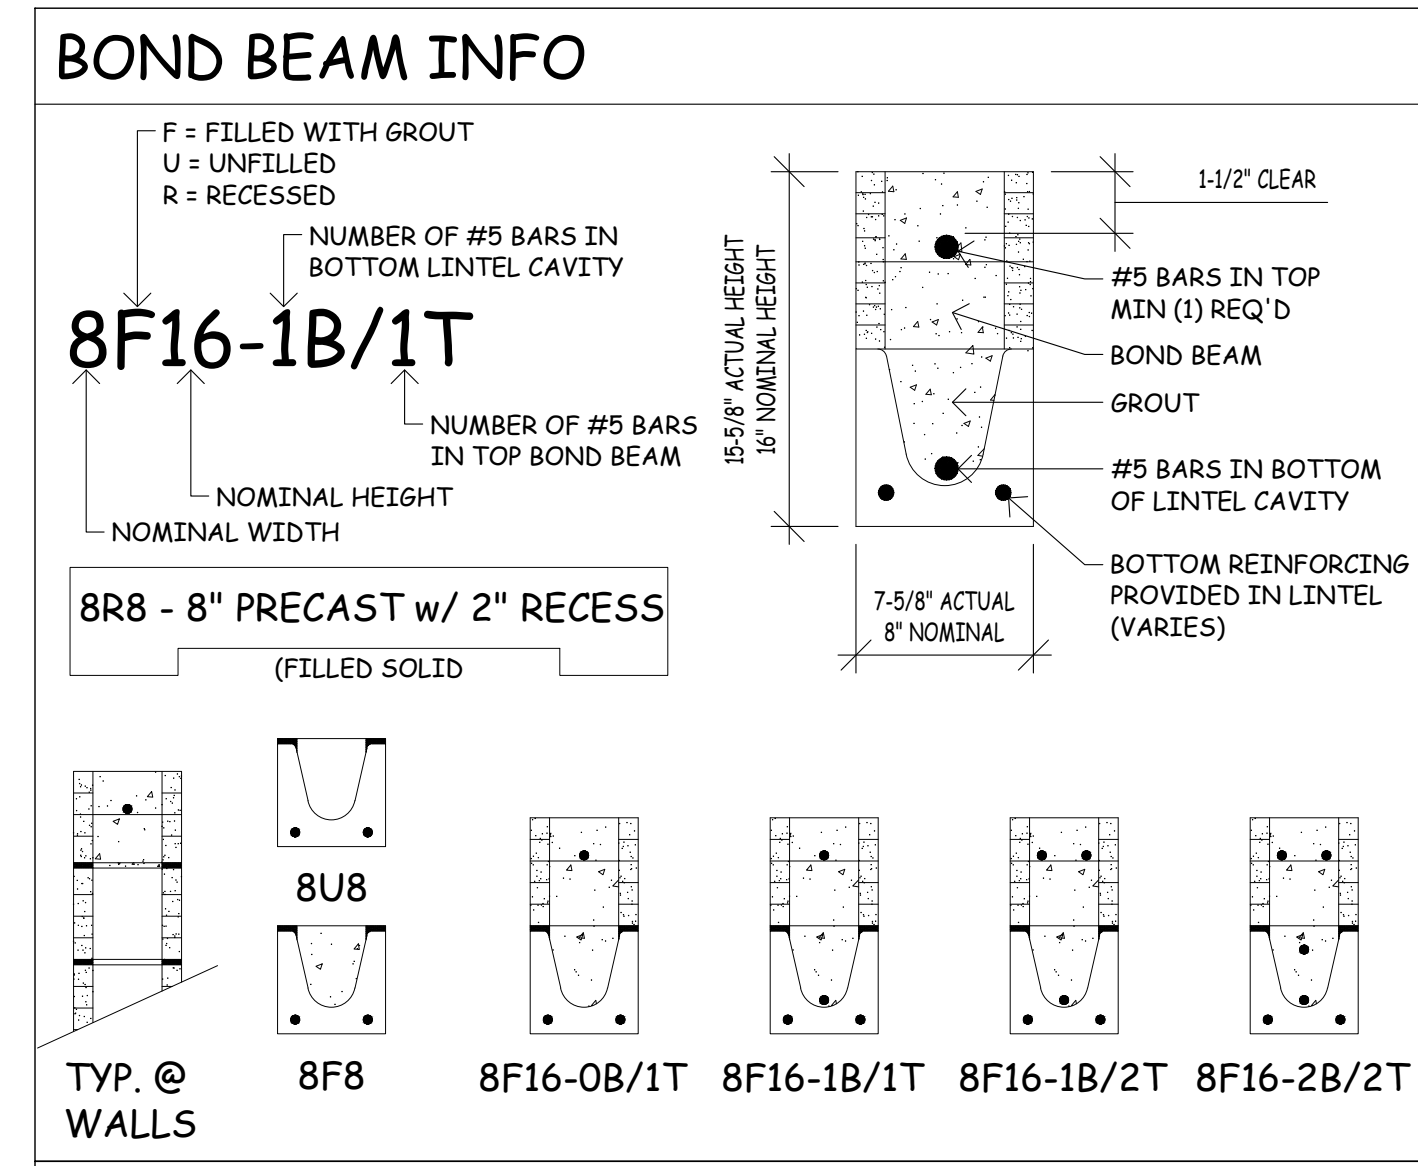 BOND BEAM INFO
F = FILLED WITH GROUT
U = UNFILLED
R = RECESSED
NUMBER OF #5 BARS IN
BOTTOM LINTEL CAVITY
8F16-1B/1T
NUMBER OF #5 BARS
IN TOP BOND BEAM
NOMINAL HEIGHT
NOMINAL WIDTH
8R8 - 8" PRECAST w/ 2" RECESS
(FILLED SOLID
15-5/8" ACTUAL HEIGHT
16" NOMINAL HEIGHT
1-1/2" CLEAR
#5 BARS IN TOP
MIN (1) REQ'D
BOND BEAM
GROUT
#5 BARS IN BOTTOM
OF LINTEL CAVITY
BOTTOM REINFORCING
PROVIDED IN LINTEL
(VARIES)
7-5/8" ACTUAL
8" NOMINAL
TYP. @
WALLS
8U8
8F8
8F16-0B/1T
8F16-1B/1T
8F16-1B/2T
8F16-2B/2T